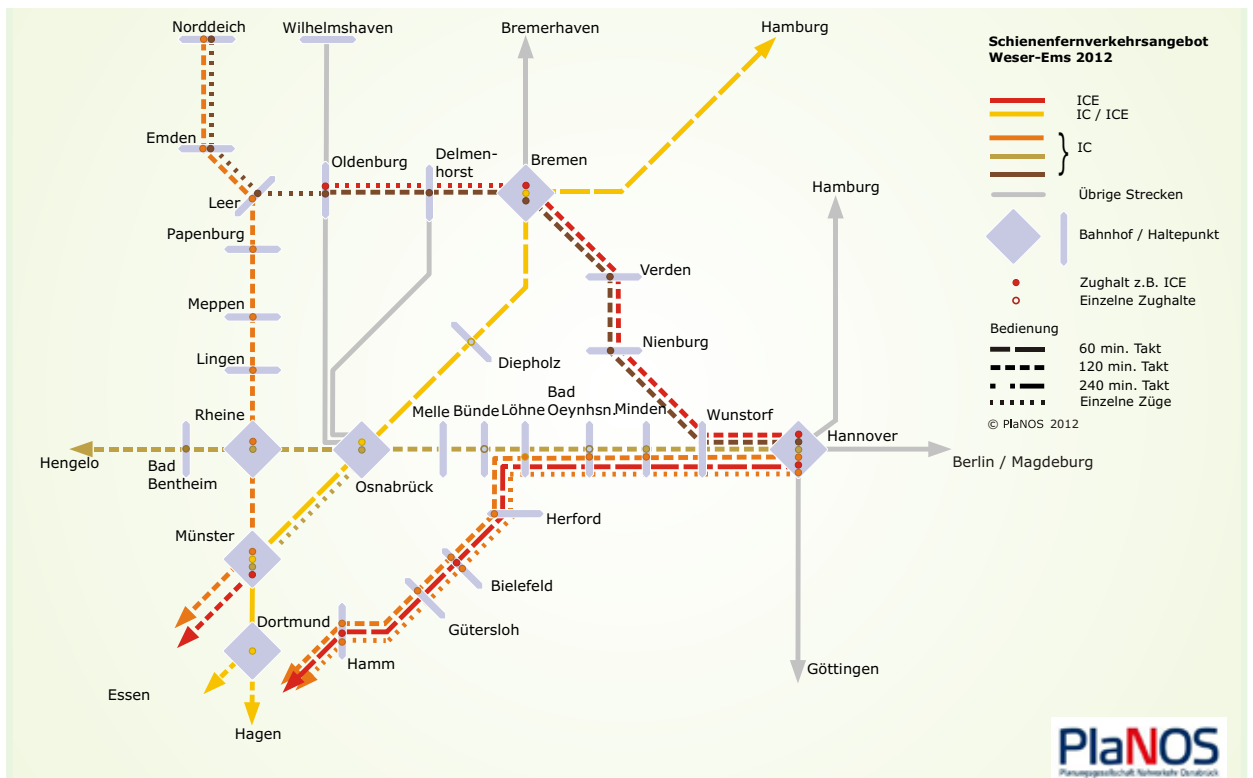 Norddeich
Wilhelmshaven
Bremerhaven
Hamburg
Schienenfernverkehrsangebot
Weser-Ems 2012
ICE
IC / ICE
IC
Übrige Strecken
Bahnhof / Haltepunkt
Zughalt z.B. ICE
Einzelne Zughalte
Bedienung
60 min. Takt
120 min. Takt
240 min. Takt
Einzelne Züge
© PlaNOS 2012
Emden
Oldenburg
Delmen-
horst
Bremen
Hamburg
Leer
Papenburg
Verden
Meppen
Nienburg
Lingen
Diepholz
Rheine
Melle
Bünde
Löhne
Bad
Oeynhsn.
Minden
Wunstorf
Hannover
Hengelo
Bad
Bentheim
Osnabrück
Berlin / Magdeburg
Münster
Herford
Bielefeld
Dortmund
Gütersloh
Hamm
Göttingen
Essen
Hagen
PlaNOS
Planungsgesellschaft Nahverkehr Osnabrück